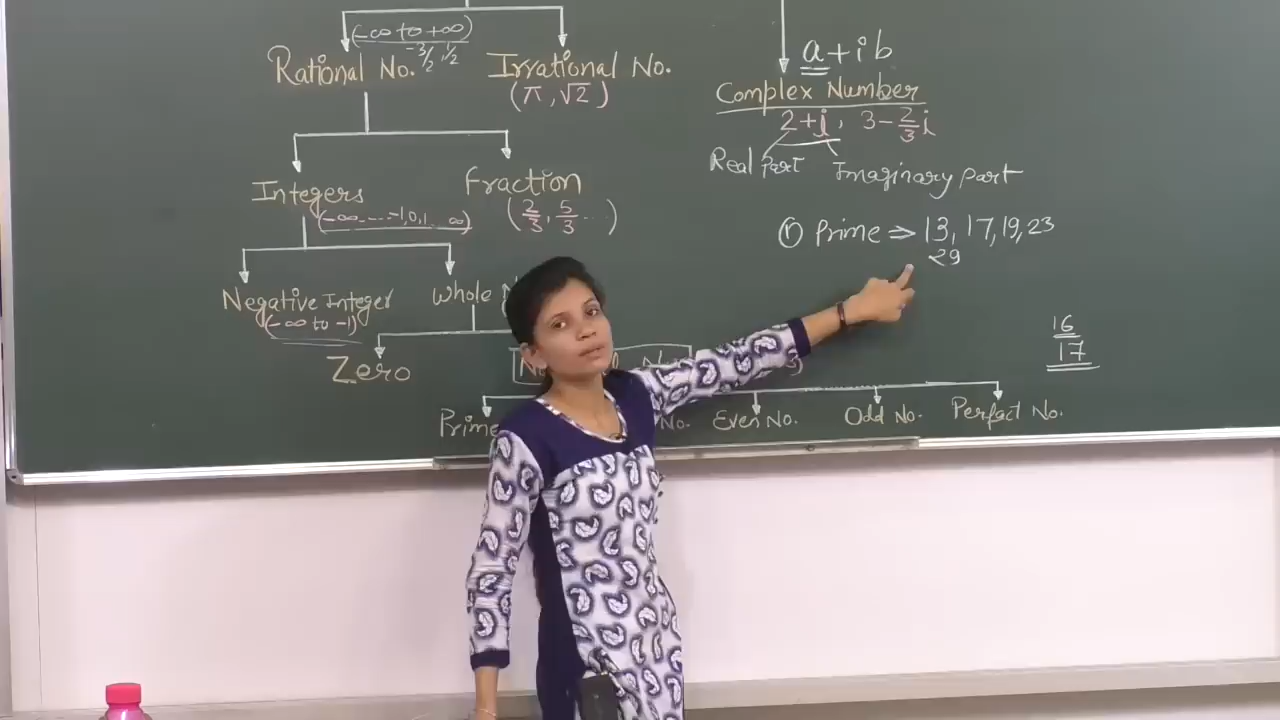 (-∞ to +∞)
-3/2, 1/2
Rational No.
Irrational No.
(π, √2)
Integers
(-∞....-1,0,1...∞)
Fraction
(2/3, 5/3 ...)
Negative Integer
(-∞ to -1)
Whole
Zero
Prime
No.
Even No.
Odd No.
Perfect No.
a+ib
Complex Number
2+i, 3-2/3i
Real part
Imaginary part
① Prime ⇒ 13, 17, 19, 23
29
16
17